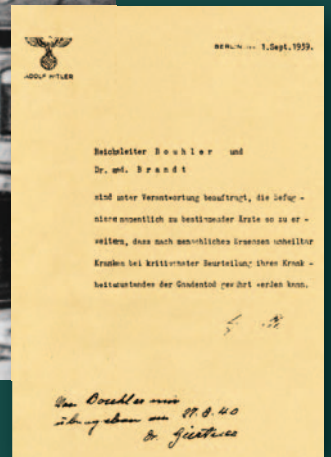 ADOLF HITLER
BERLIN 1.Sept.1939.
Reichsleiter B o u h l e r und
Dr. med. B r a n d t
sind unter Verantwortung beauftragt, die Befug -
nisse namentlich zu bestimmender Ärzte so zu er -
weitern, dass nach menschlichem Ermessen unheilbar
Kranken bei kritischster Beurteilung ihres Krank -
heitszustandes der Gnadentod gewährt werden kann.
Von Bouhler mir
übergeben am 27.8.40
Dr. Gürtner